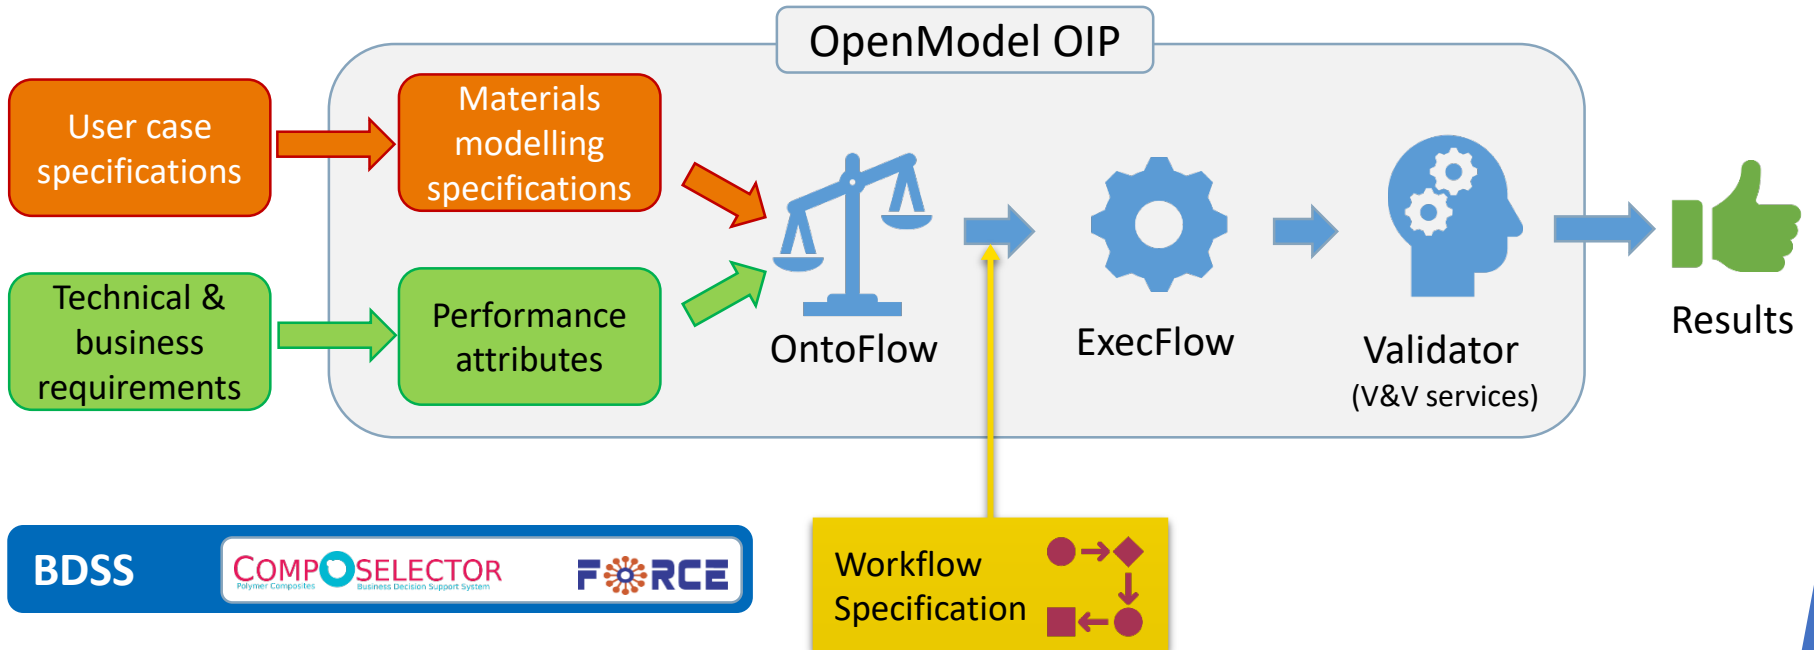 OpenModel OIP
User case
specifications
Materials
modelling
specifications
Technical &
business
requirements
Performance
attributes
OntoFlow
ExecFlow
Validator
(V&V services)
Results
BDSS
COMPOSELECTOR
Polymer Composites Business Decision Support System
FORCE
Workflow
Specification